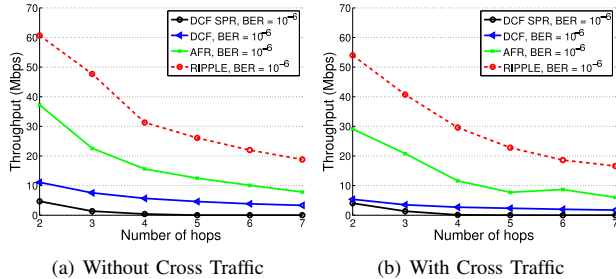 70
60
50
40
30
20
10
0
Throughput (Mbps)
DCF SPR, BER = 10⁻⁶
DCF, BER = 10⁻⁶
AFR, BER = 10⁻⁶
RIPPLE, BER = 10⁻⁶
2 3 4 5 6 7
Number of hops
(a) Without Cross Traffic
70
60
50
40
30
20
10
0
Throughput (Mbps)
DCF SPR, BER = 10⁻⁶
DCF, BER = 10⁻⁶
AFR, BER = 10⁻⁶
RIPPLE, BER = 10⁻⁶
2 3 4 5 6 7
Number of hops
(b) With Cross Traffic